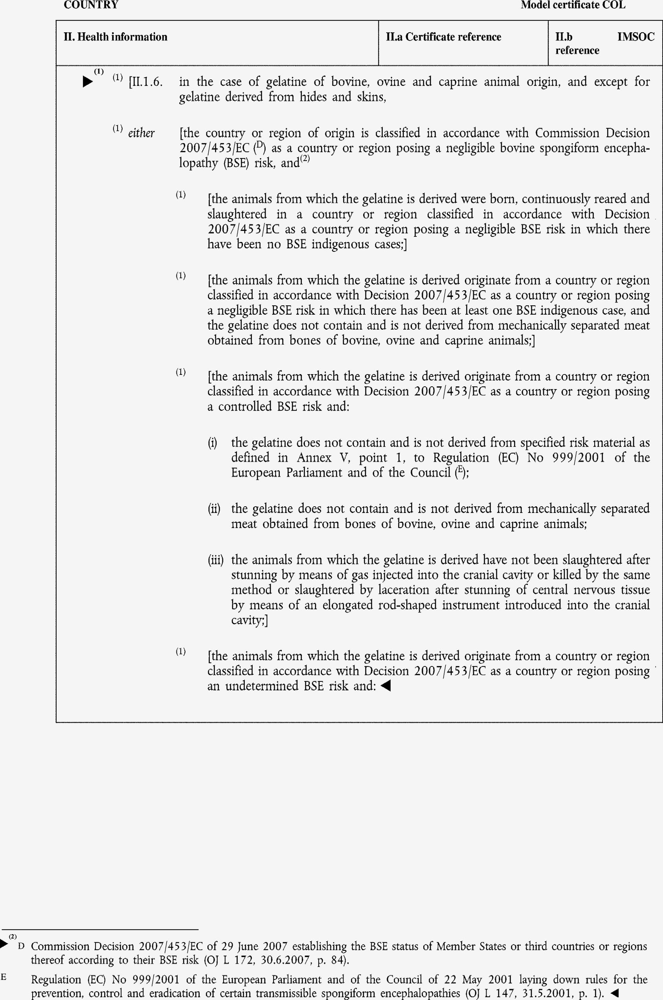 COUNTRY Model certificate COL
II. Health information II.a Certificate reference II.b IMSOC
reference
▶(1) (1) [II.1.6. in the case of gelatine of bovine, ovine and caprine animal origin, and except for
gelatine derived from hides and skins,
(1) either [the country or region of origin is classified in accordance with Commission Decision
2007/453/EC (D) as a country or region posing a negligible bovine spongiform encepha-
lopathy (BSE) risk, and(2)
(1) [the animals from which the gelatine is derived were born, continuously reared and
slaughtered in a country or region classified in accordance with Decision
2007/453/EC as a country or region posing a negligible BSE risk in which there
have been no BSE indigenous cases;]
(1) [the animals from which the gelatine is derived originate from a country or region
classified in accordance with Decision 2007/453/EC as a country or region posing
a negligible BSE risk in which there has been at least one BSE indigenous case, and
the gelatine does not contain and is not derived from mechanically separated meat
obtained from bones of bovine, ovine and caprine animals;]
(1) [the animals from which the gelatine is derived originate from a country or region
classified in accordance with Decision 2007/453/EC as a country or region posing
a controlled BSE risk and:
(i) the gelatine does not contain and is not derived from specified risk material as
defined in Annex V, point 1, to Regulation (EC) No 999/2001 of the
European Parliament and of the Council (E);
(ii) the gelatine does not contain and is not derived from mechanically separated
meat obtained from bones of bovine, ovine and caprine animals;
(iii) the animals from which the gelatine is derived have not been slaughtered after
stunning by means of gas injected into the cranial cavity or killed by the same
method or slaughtered by laceration after stunning of central nervous tissue
by means of an elongated rod-shaped instrument introduced into the cranial
cavity;]
(1) [the animals from which the gelatine is derived originate from a country or region
classified in accordance with Decision 2007/453/EC as a country or region posing
an undetermined BSE risk and: ◀
▶(2) D Commission Decision 2007/453/EC of 29 June 2007 establishing the BSE status of Member States or third countries or regions
thereof according to their BSE risk (OJ L 172, 30.6.2007, p. 84).
E Regulation (EC) No 999/2001 of the European Parliament and of the Council of 22 May 2001 laying down rules for the
prevention, control and eradication of certain transmissible spongiform encephalopathies (OJ L 147, 31.5.2001, p. 1). ◀